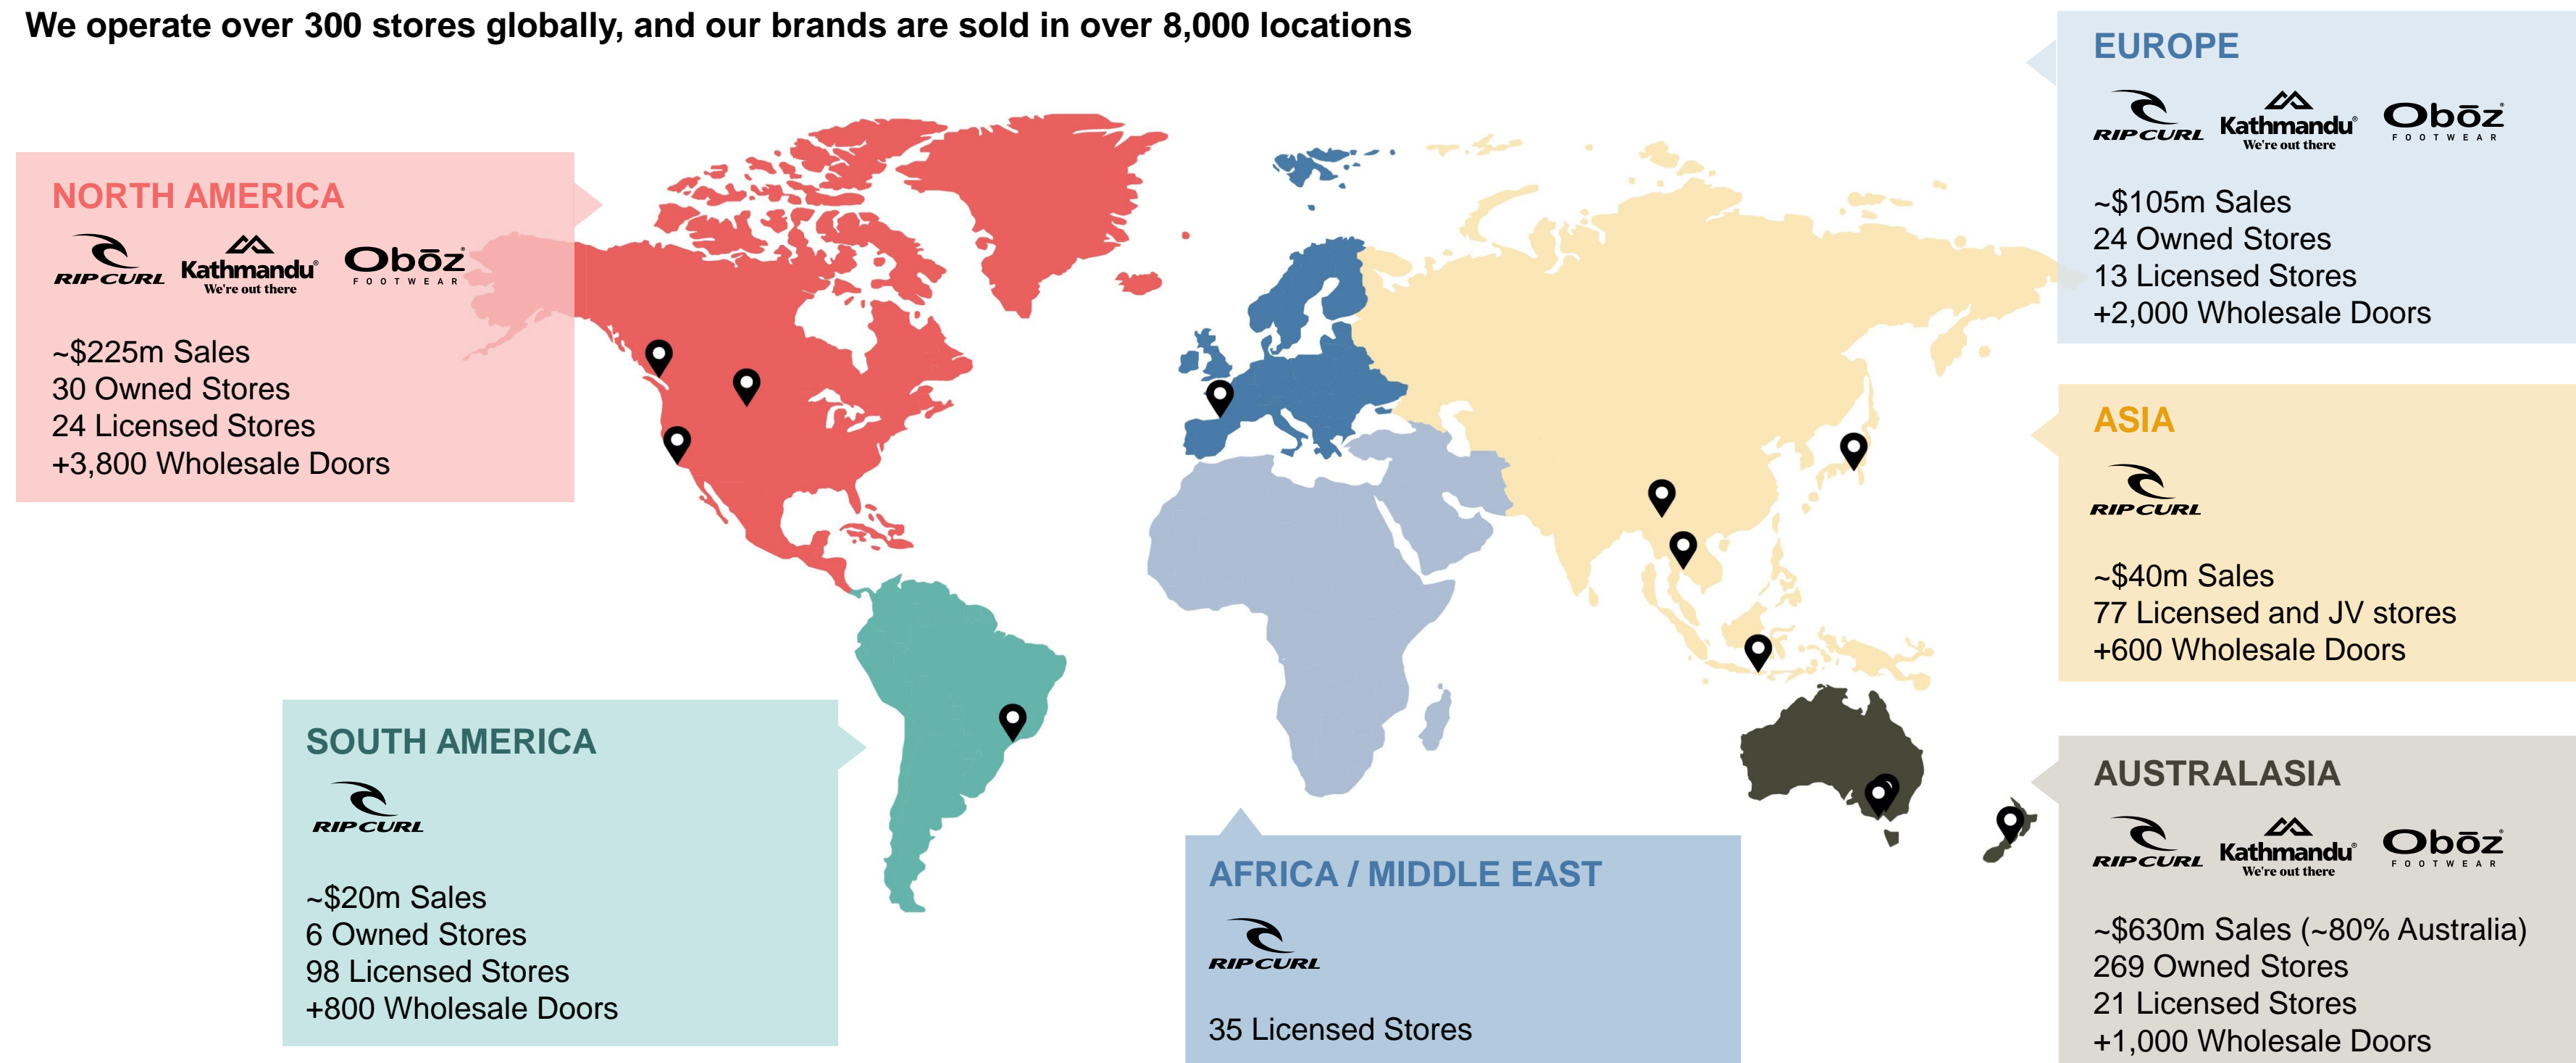 We operate over 300 stores globally, and our brands are sold in over 8,000 locations
NORTH AMERICA
RIP CURL
Kathmandu®
We're out there
Obōz®
FOOTWEAR
~$225m Sales
30 Owned Stores
24 Licensed Stores
+3,800 Wholesale Doors
SOUTH AMERICA
RIP CURL
~$20m Sales
6 Owned Stores
98 Licensed Stores
+800 Wholesale Doors
AFRICA / MIDDLE EAST
RIP CURL
35 Licensed Stores
EUROPE
RIP CURL
Kathmandu®
We're out there
Obōz®
FOOTWEAR
~$105m Sales
24 Owned Stores
13 Licensed Stores
+2,000 Wholesale Doors
ASIA
RIP CURL
~$40m Sales
77 Licensed and JV stores
+600 Wholesale Doors
AUSTRALASIA
RIP CURL
Kathmandu®
We're out there
Obōz®
FOOTWEAR
~$630m Sales (~80% Australia)
269 Owned Stores
21 Licensed Stores
+1,000 Wholesale Doors